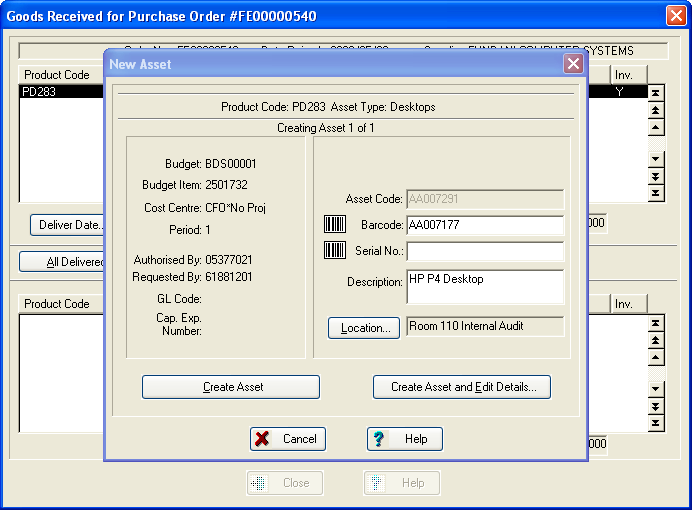 Goods Received for Purchase Order #FE00000540
SYSTEMS
Product Code
Inv.
PD283
Y
Deliver Date..
000
All Delivered
Product Code
Inv.
000
Close
Help
New Asset
Product Code: PD283 Asset Type: Desktops
Creating Asset 1 of 1
Budget: BDS00001
Budget Item: 2501732
Cost Centre: CFO*No Proj
Period: 1
Authorised By: 05377021
Requested By: 61881201
GL Code:
Cap. Exp.
Number:
Asset Code: AA007291
Barcode: AA007177
Serial No.:
Description: HP P4 Desktop
Location... Room 110 Internal Audit
Create Asset
Create Asset and Edit Details...
Cancel
Help